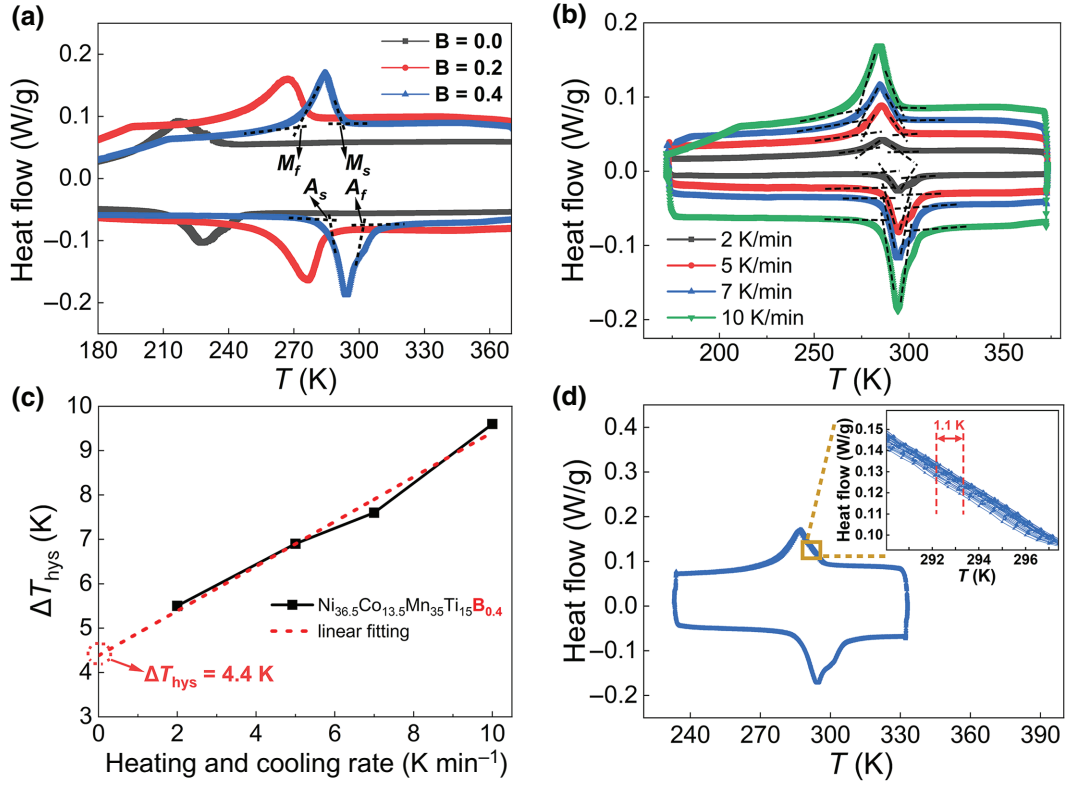 (a)
Heat flow (W/g)
0.2
0.1
0.0
−0.1
−0.2
B = 0.0
B = 0.2
B = 0.4
Mf
Ms
As
Af
180 210 240 270 300 330 360
T (K)
(b)
Heat flow (W/g)
0.2
0.1
0.0
−0.1
−0.2
2 K/min
5 K/min
7 K/min
10 K/min
200 250 300 350
T (K)
(c)
ΔThys (K)
10
9
8
7
6
5
4
3
Ni36.5Co13.5Mn35Ti15B0.4
linear fitting
ΔThys = 4.4 K
0 2 4 6 8 10
Heating and cooling rate (K min−1)
(d)
Heat flow (W/g)
0.4
0.3
0.2
0.1
0.0
−0.1
−0.2
Heat flow (W/g)
0.15
0.14
0.13
0.12
0.11
0.10
1.1 K
292 294 296
T (K)
240 270 300 330 360 390
T (K)